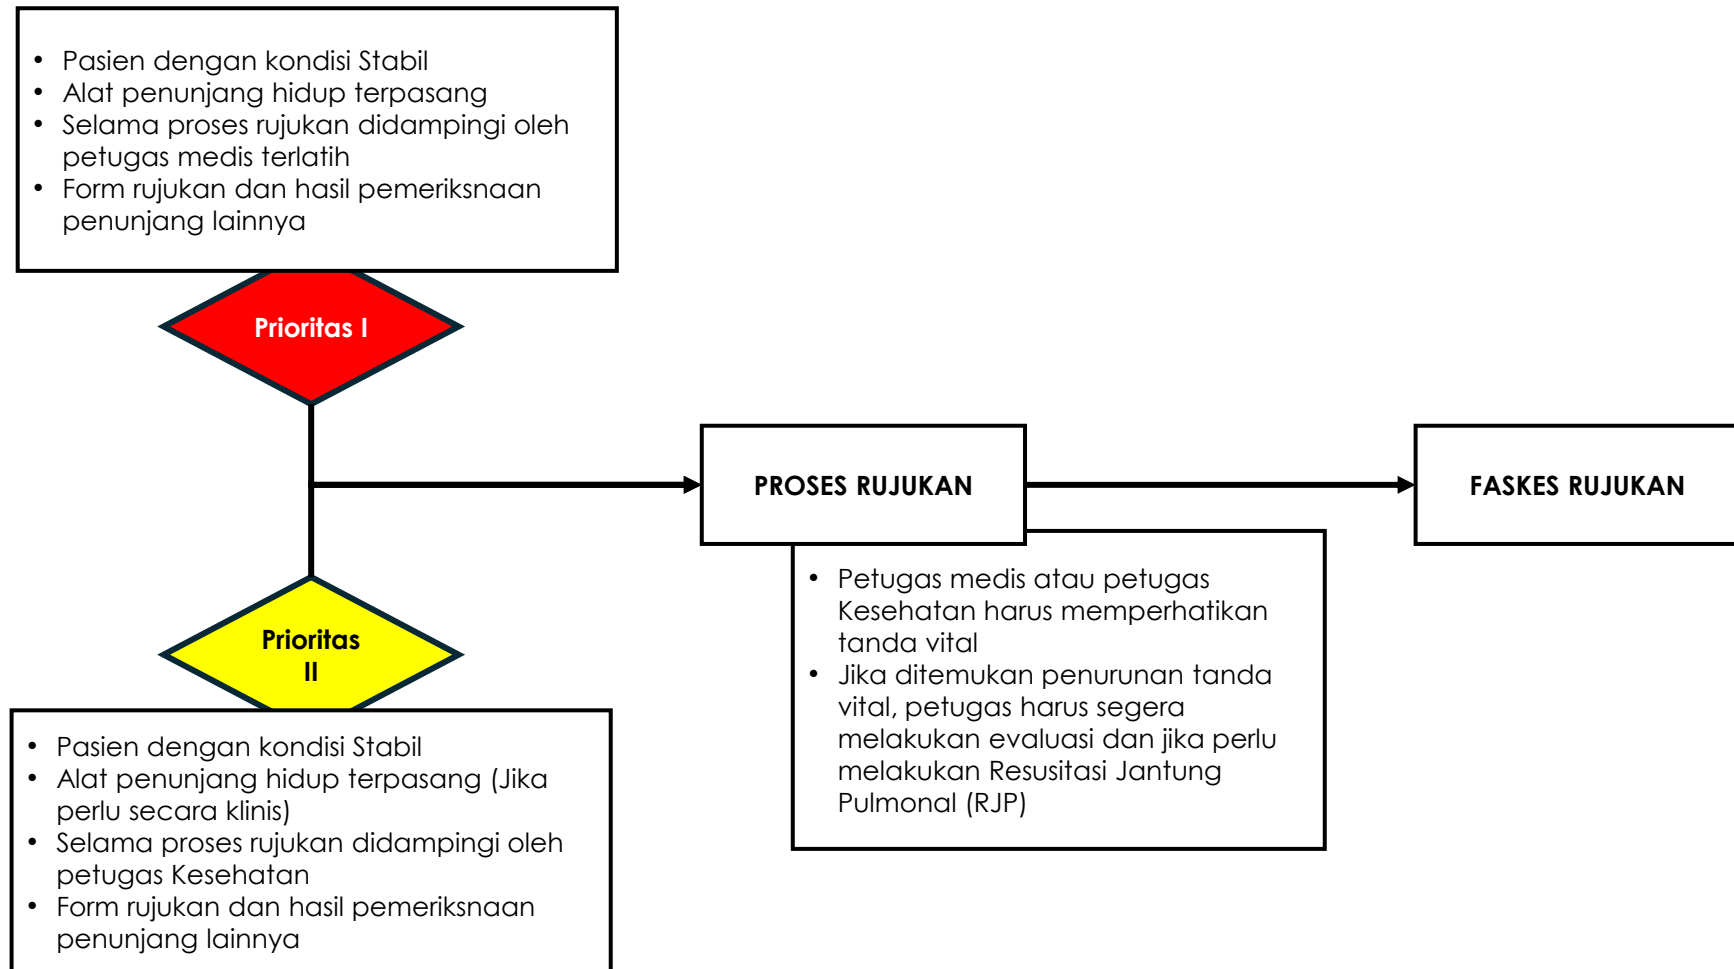 • Pasien dengan kondisi Stabil
• Alat penunjang hidup terpasang
• Selama proses rujukan didampingi oleh
petugas medis terlatih
• Form rujukan dan hasil pemeriksnaan
penunjang lainnya
Prioritas I
PROSES RUJUKAN
FASKES RUJUKAN
• Petugas medis atau petugas
Kesehatan harus memperhatikan
tanda vital
• Jika ditemukan penurunan tanda
vital, petugas harus segera
melakukan evaluasi dan jika perlu
melakukan Resusitasi Jantung
Pulmonal (RJP)
Prioritas
II
• Pasien dengan kondisi Stabil
• Alat penunjang hidup terpasang (Jika
perlu secara klinis)
• Selama proses rujukan didampingi oleh
petugas Kesehatan
• Form rujukan dan hasil pemeriksnaan
penunjang lainnya